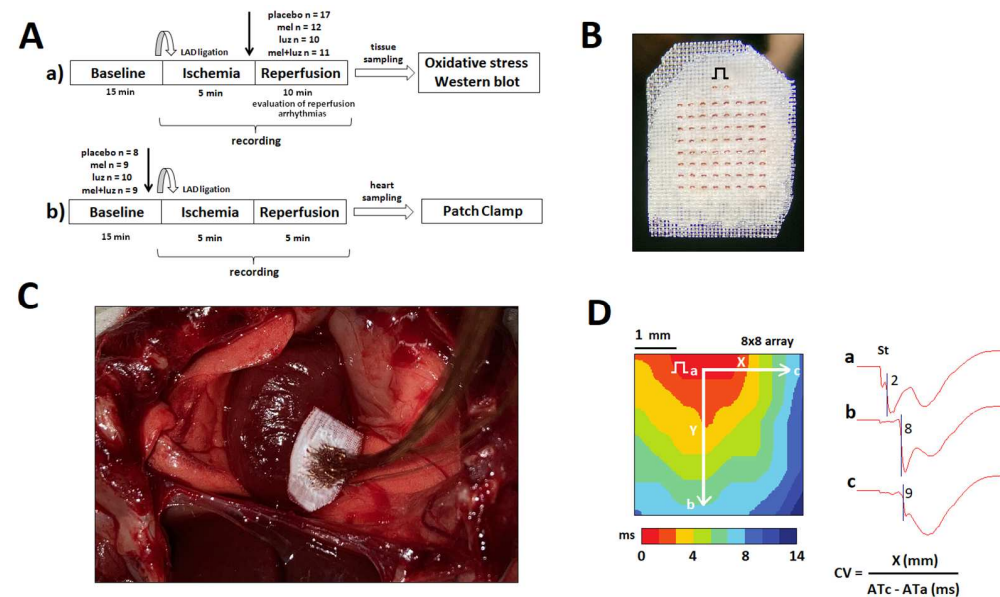 A
placebo n = 17
mel n = 12
luz n = 10
mel+luz n = 11
LAD ligation
a)
Baseline
Ischemia
Reperfusion
tissue
sampling
Oxidative stress
Western blot
15 min
5 min
10 min
evaluation of reperfusion
arrhythmias
recording
placebo n = 8
mel n = 9
luz n = 10
mel+luz n = 9
LAD ligation
b)
Baseline
Ischemia
Reperfusion
heart
sampling
Patch Clamp
15 min
5 min
5 min
recording
B
C
D
1 mm
8x8 array
X
a
c
Y
b
ms
0
4
8
14
a
St
2
b
8
c
9
CV =
X (mm)
ATc - ATa (ms)